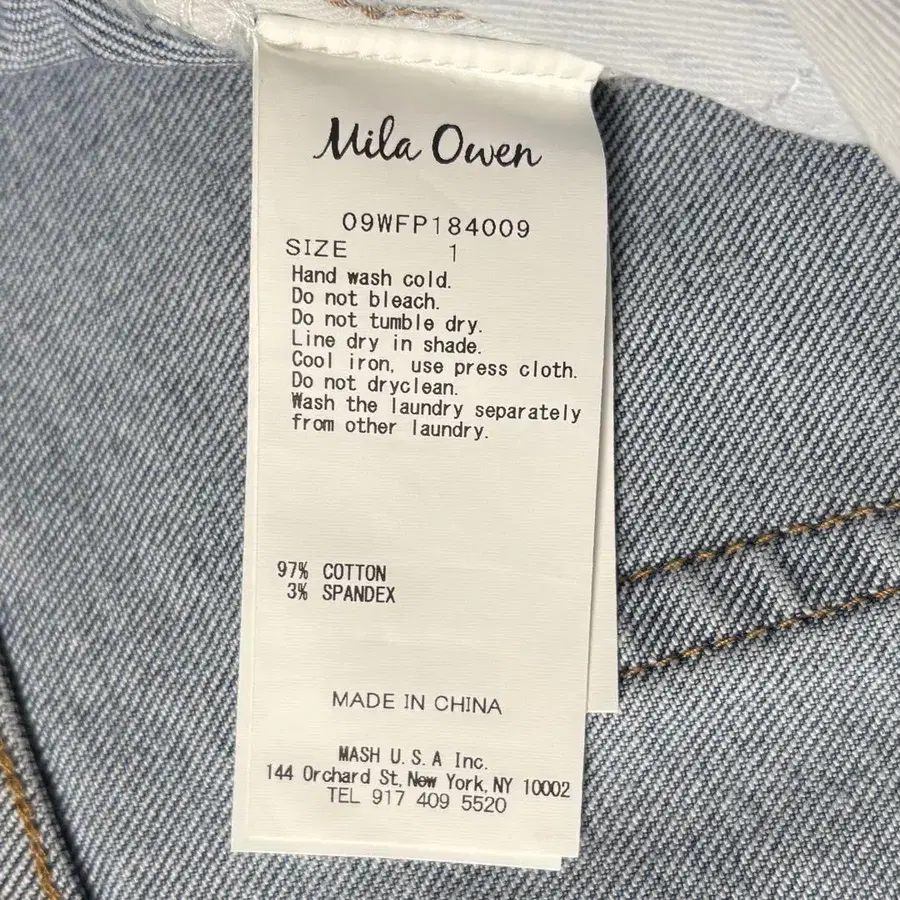 Mila Owen
09WFP184009
SIZE 1
Hand wash cold.
Do not bleach.
Do not tumble dry.
Line dry in shade.
Cool iron, use press cloth.
Do not dryclean.
Wash the laundry separately
from other laundry.
97% COTTON
3% SPANDEX
MADE IN CHINA
MASH U.S.A Inc.
144 Orchard St, New York, NY 10002
TEL 917 409 5520